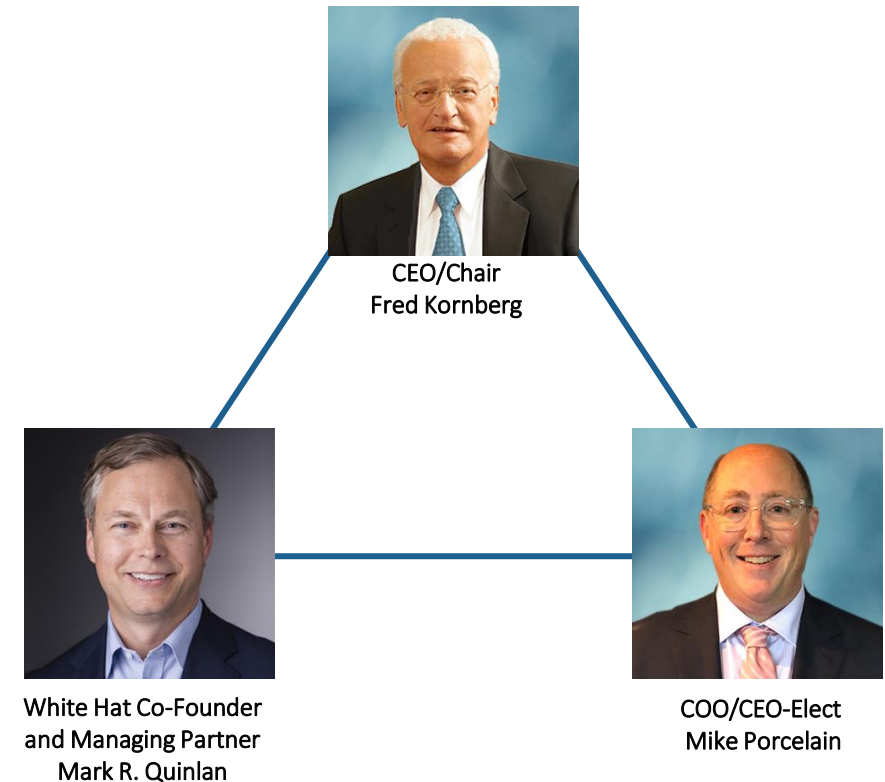 CEO/Chair
Fred Kornberg
White Hat Co-Founder
and Managing Partner
Mark R. Quinlan
COO/CEO-Elect
Mike Porcelain